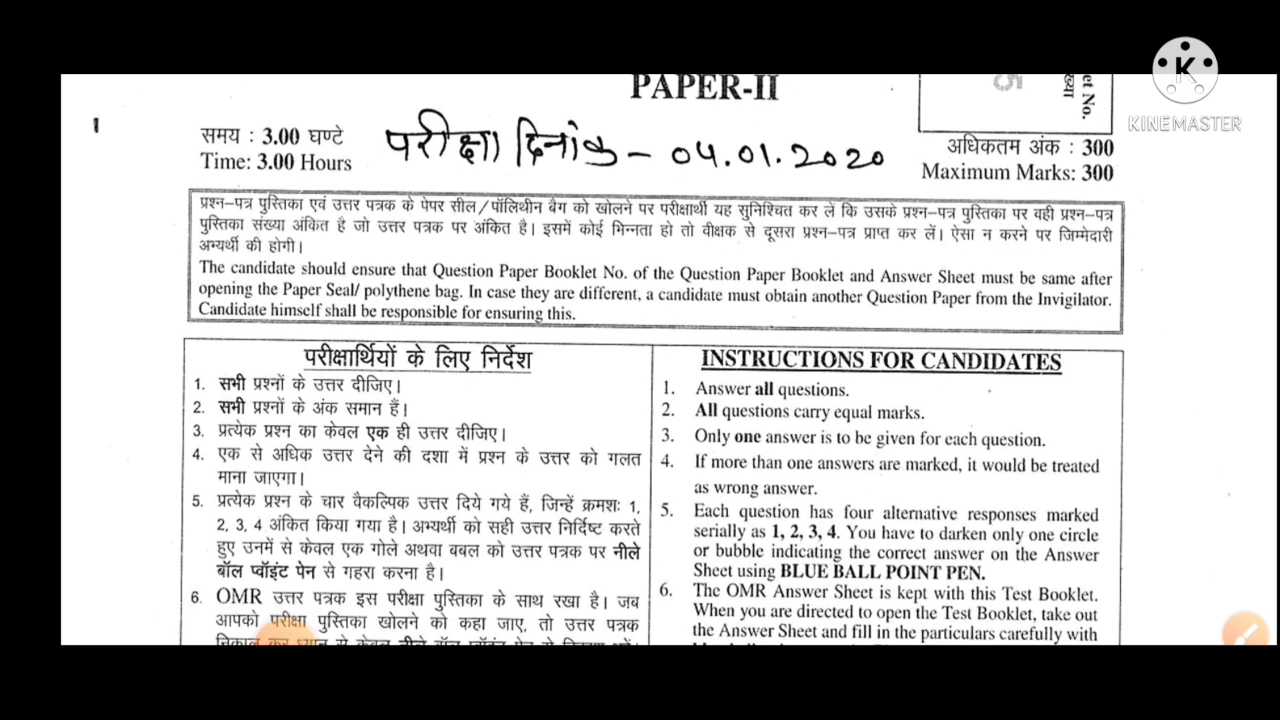 PAPER-II
5
et No.
ख्या
K
KINEMASTER
1
समय : 3.00 घण्टे
Time: 3.00 Hours
परीक्षा दिनांक - 04.01.2020
अधिकतम अंक : 300
Maximum Marks: 300
प्रश्न-पत्र पुस्तिका एवं उत्तर पत्रक के पेपर सील/पॉलिथीन बैग को खोलने पर परीक्षार्थी यह सुनिश्चित कर लें कि उसके प्रश्न-पत्र पुस्तिका पर वही प्रश्न-पत्र
पुस्तिका संख्या अंकित है जो उत्तर पत्रक पर अंकित है। इसमें कोई भिन्नता हो तो वीक्षक से दूसरा प्रश्न-पत्र प्राप्त कर लें। ऐसा न करने पर जिम्मेदारी
अभ्यर्थी की होगी।
The candidate should ensure that Question Paper Booklet No. of the Question Paper Booklet and Answer Sheet must be same after
opening the Paper Seal/ polythene bag. In case they are different, a candidate must obtain another Question Paper from the Invigilator.
Candidate himself shall be responsible for ensuring this.
परीक्षार्थियों के लिए निर्देश
1. सभी प्रश्नों के उत्तर दीजिए।
2. सभी प्रश्नों के अंक समान हैं।
3. प्रत्येक प्रश्न का केवल एक ही उत्तर दीजिए।
4. एक से अधिक उत्तर देने की दशा में प्रश्न के उत्तर को गलत
माना जाएगा।
5. प्रत्येक प्रश्न के चार वैकल्पिक उत्तर दिये गये हैं, जिन्हें क्रमशः 1,
2, 3, 4 अंकित किया गया है। अभ्यर्थी को सही उत्तर निर्दिष्ट करते
हुए उनमें से केवल एक गोले अथवा बबल को उत्तर पत्रक पर नीले
बॉल प्वॉइंट पेन से गहरा करना है।
6. OMR उत्तर पत्रक इस परीक्षा पुस्तिका के साथ रखा है। जब
आपको परीक्षा पुस्तिका खोलने को कहा जाए, तो उत्तर पत्रक
निकाल कर ध्यान से केवल नीले बॉल प्वॉइंट पेन से विवरण भरें।
INSTRUCTIONS FOR CANDIDATES
1. Answer all questions.
2. All questions carry equal marks.
3. Only one answer is to be given for each question.
4. If more than one answers are marked, it would be treated
as wrong answer.
5. Each question has four alternative responses marked
serially as 1, 2, 3, 4. You have to darken only one circle
or bubble indicating the correct answer on the Answer
Sheet using BLUE BALL POINT PEN.
6. The OMR Answer Sheet is kept with this Test Booklet.
When you are directed to open the Test Booklet, take out
the Answer Sheet and fill in the particulars carefully with